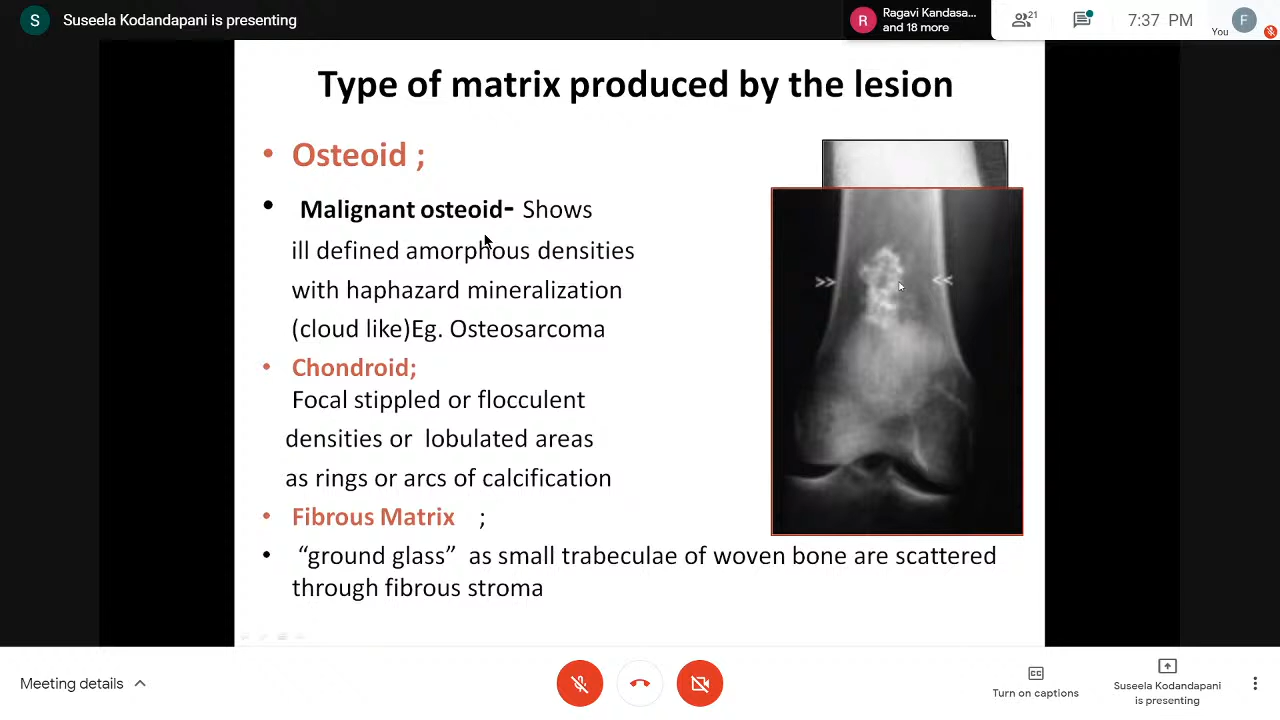 S Suseela Kodandapani is presenting
R Ragavi Kandasa...
and 18 more
21
7:37 PM
You
F
Type of matrix produced by the lesion
• Osteoid ;
• Malignant osteoid- Shows
ill defined amorphous densities
with haphazard mineralization
(cloud like)Eg. Osteosarcoma
• Chondroid;
Focal stippled or flocculent
densities or lobulated areas
as rings or arcs of calcification
• Fibrous Matrix ;
• “ground glass” as small trabeculae of woven bone are scattered
through fibrous stroma
Meeting details
CC
Turn on captions
Suseela Kodandapani
is presenting